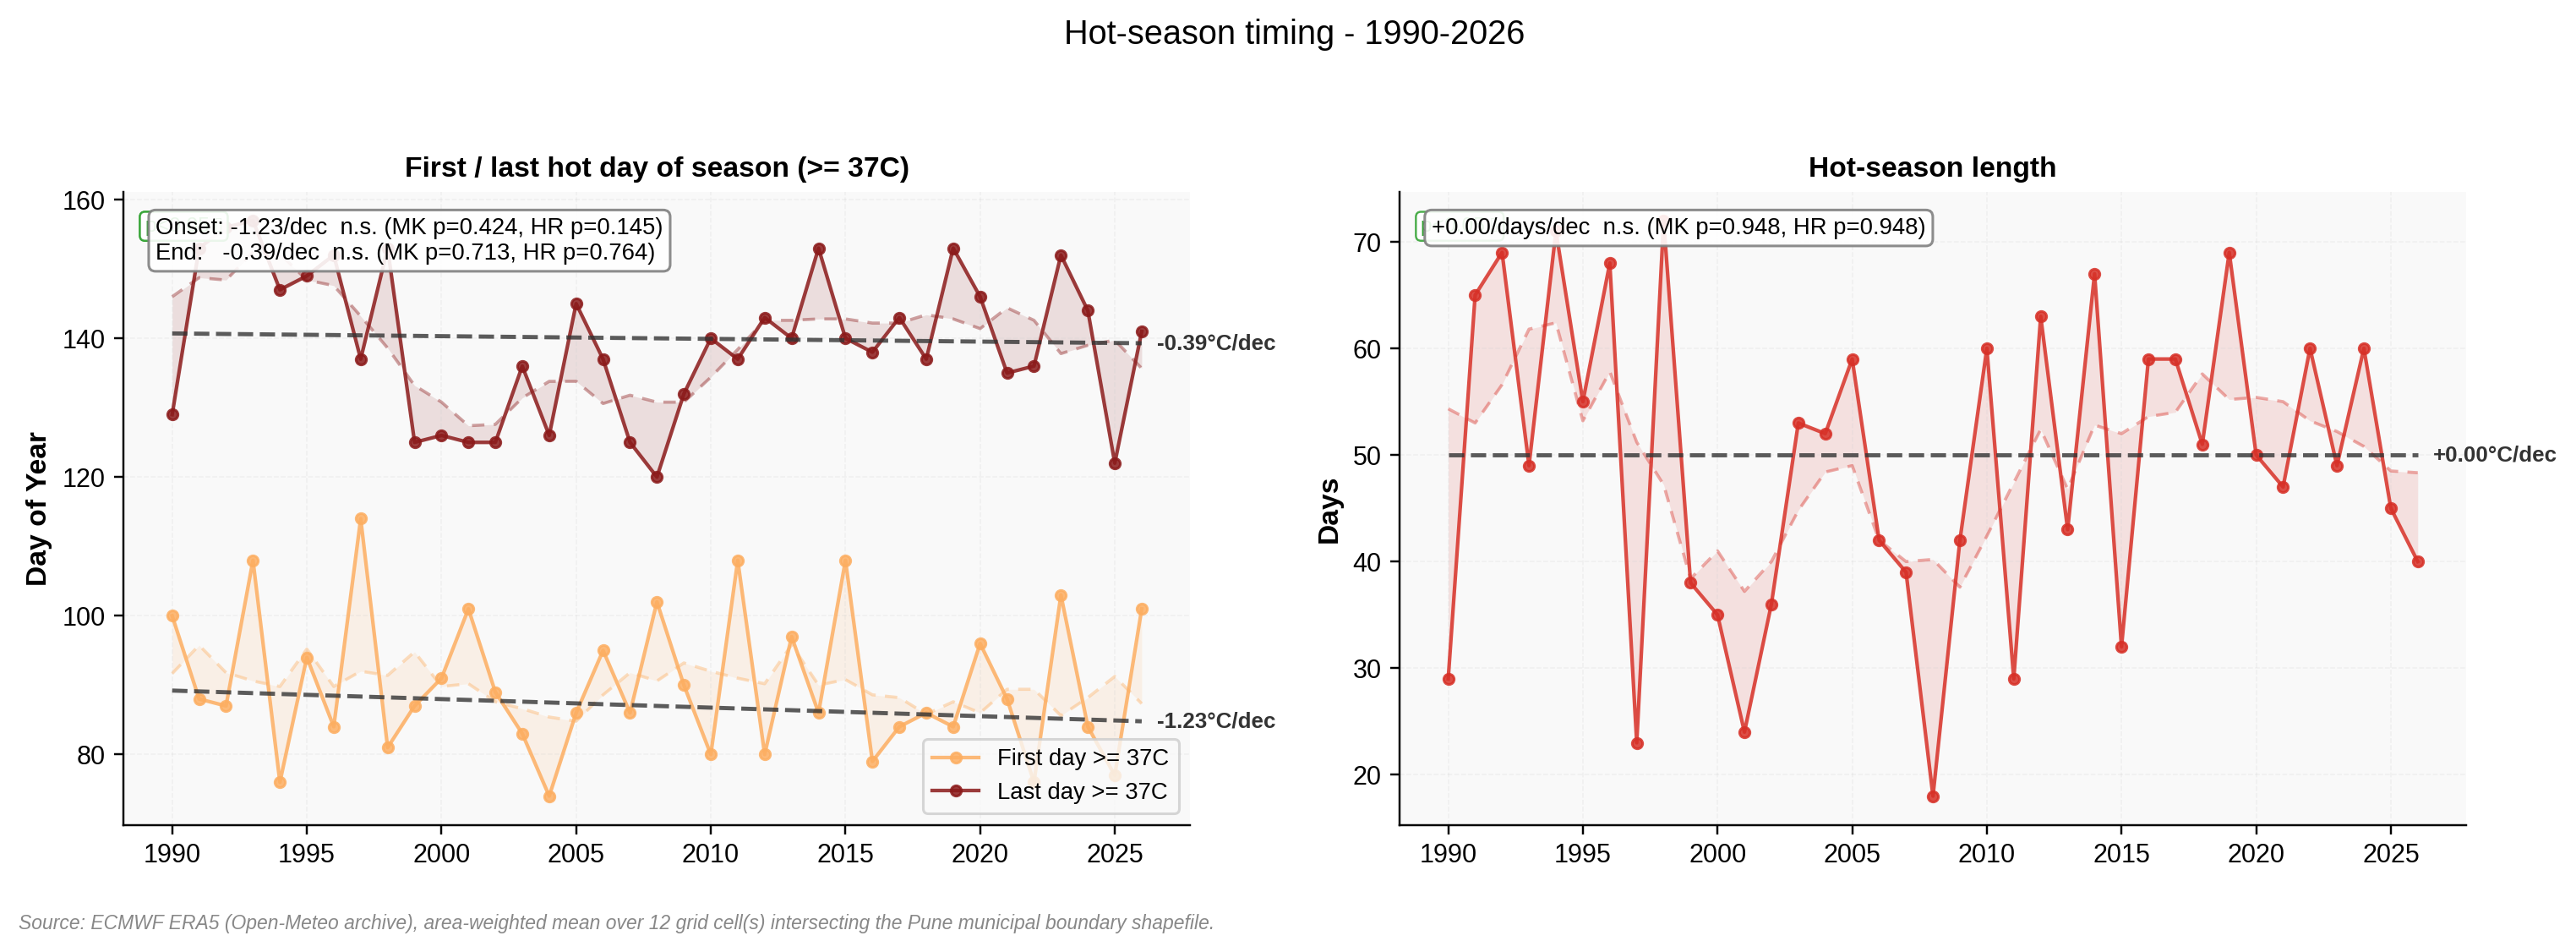 Hot-season timing - 1990-2026
First / last hot day of season (>= 37C)
Onset: -1.23/dec  n.s. (MK p=0.424, HR p=0.145)
End:   -0.39/dec  n.s. (MK p=0.713, HR p=0.764)
Day of Year
160
140
120
100
80
-0.39°C/dec
-1.23°C/dec
First day >= 37C
Last day >= 37C
1990 1995 2000 2005 2010 2015 2020 2025
Hot-season length
+0.00/days/dec  n.s. (MK p=0.948, HR p=0.948)
Days
70
60
50
40
30
20
+0.00°C/dec
1990 1995 2000 2005 2010 2015 2020 2025
Source: ECMWF ERA5 (Open-Meteo archive), area-weighted mean over 12 grid cell(s) intersecting the Pune municipal boundary shapefile.